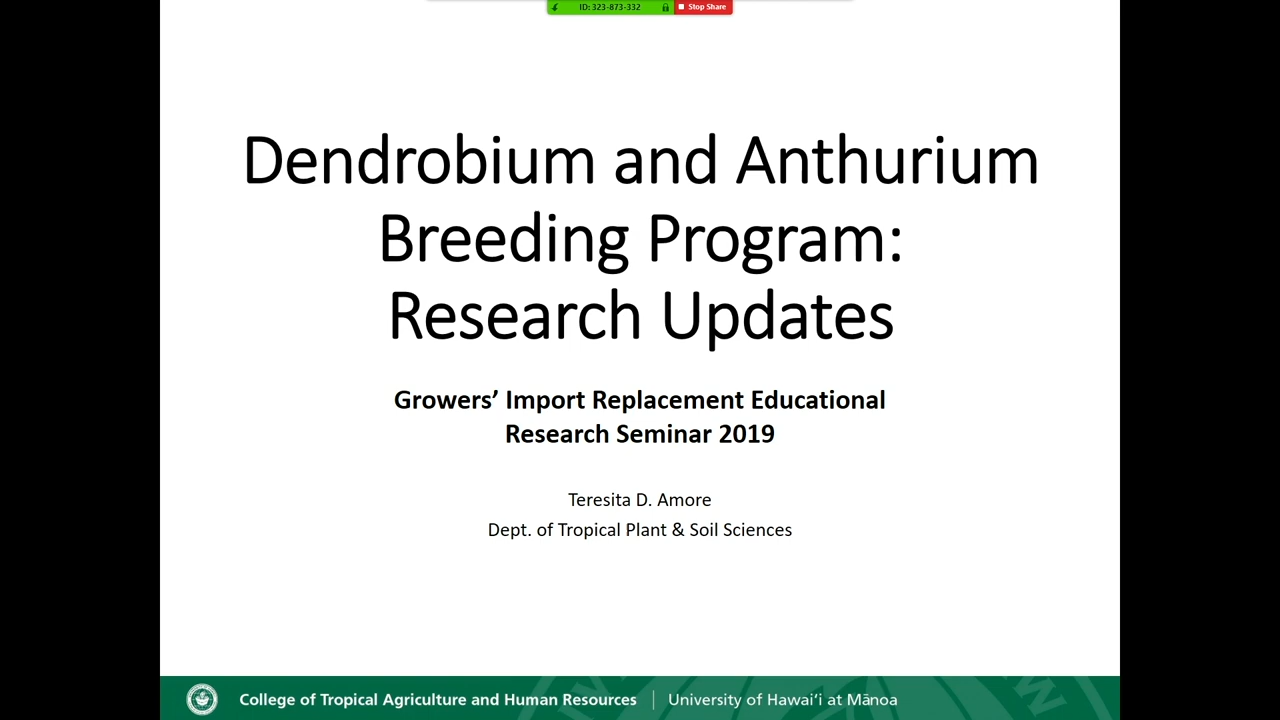 ID: 323-873-332
Stop Share
Dendrobium and Anthurium
Breeding Program:
Research Updates
Growers’ Import Replacement Educational
Research Seminar 2019
Teresita D. Amore
Dept. of Tropical Plant & Soil Sciences
College of Tropical Agriculture and Human Resources | University of Hawai‘i at Mānoa